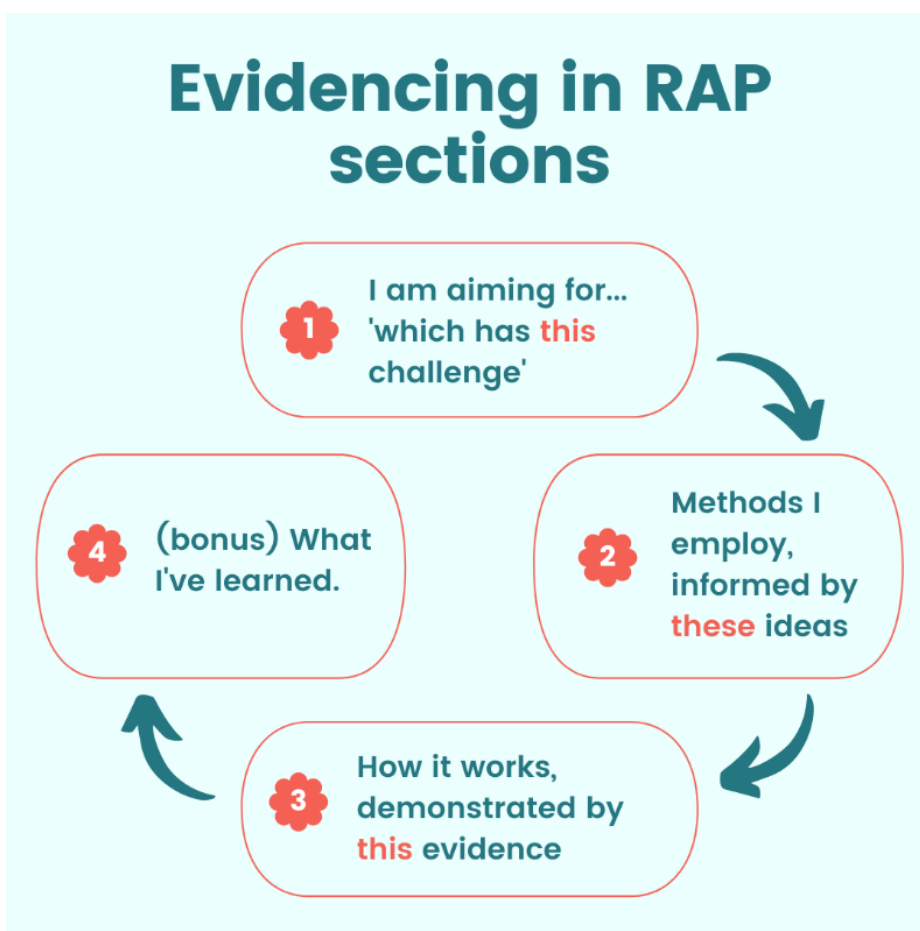 Evidencing in RAP
sections
1
I am aiming for...
'which has this
challenge'
2
Methods I
employ,
informed by
these ideas
3
How it works,
demonstrated by
this evidence
4
(bonus) What
I've learned.